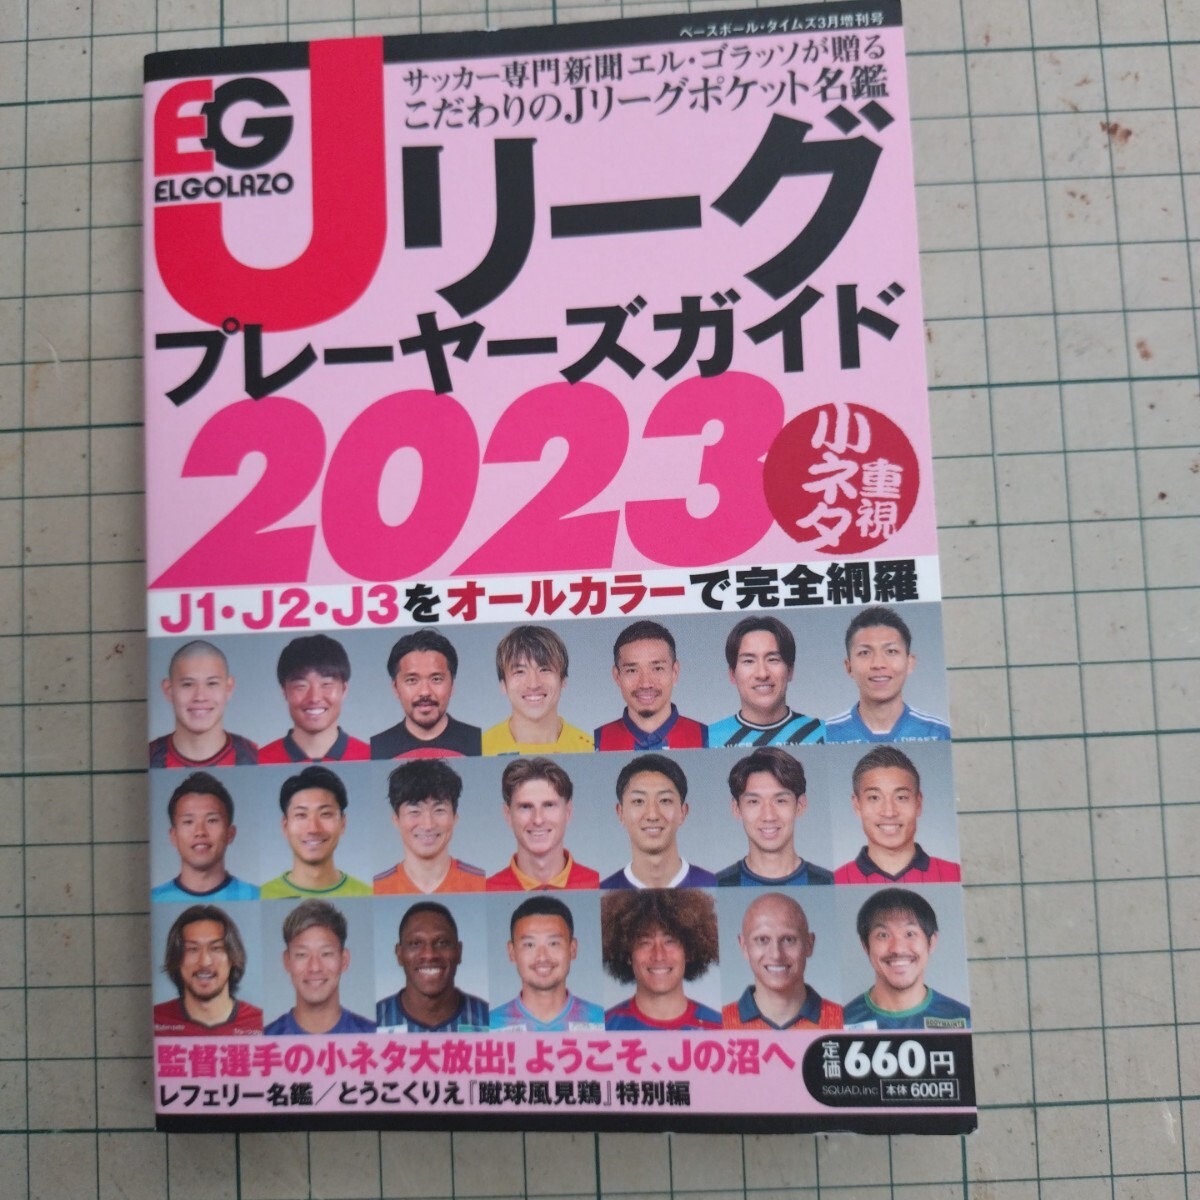 ベースボール・タイムズ3月増刊号
サッカー専門新聞 エル・ゴラッソが贈る
こだわりのJリーグポケット名鑑
EG
ELGOLAZO
Jリーグ
プレーヤーズガイド
2023
小ネタ
重視
J1・J2・J3をオールカラーで完全網羅
監督選手の小ネタ大放出!ようこそ、Jの沼へ
レフェリー名鑑/とうこくりえ『蹴球風見鶏』特別編
定価 660円
SQUAD,inc 本体 600円